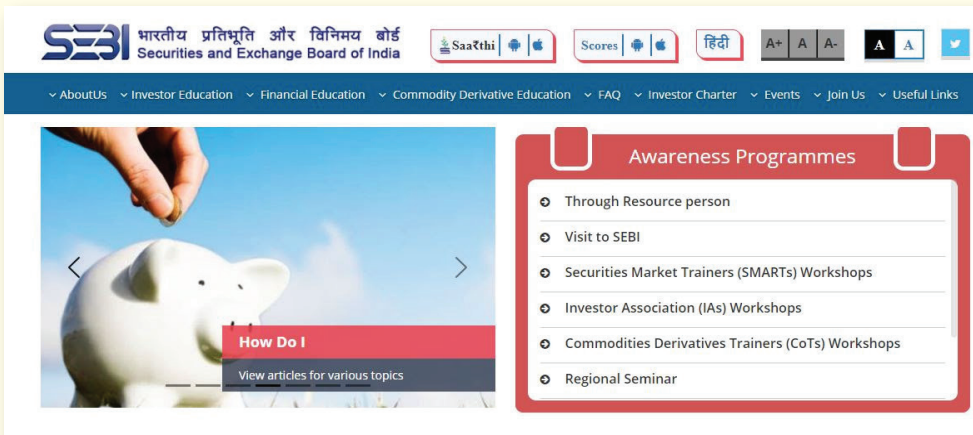 SEBI भारतीय प्रतिभूति और विनिमय बोर्ड
Securities and Exchange Board of India
Saaरthi
Scores
हिंदी
A+ A A-
A A
AboutUs Investor Education Financial Education Commodity Derivative Education FAQ Investor Charter Events Join Us Useful Links
How Do I
View articles for various topics
Awareness Programmes
Through Resource person
Visit to SEBI
Securities Market Trainers (SMARTs) Workshops
Investor Association (IAs) Workshops
Commodities Derivatives Trainers (CoTs) Workshops
Regional Seminar